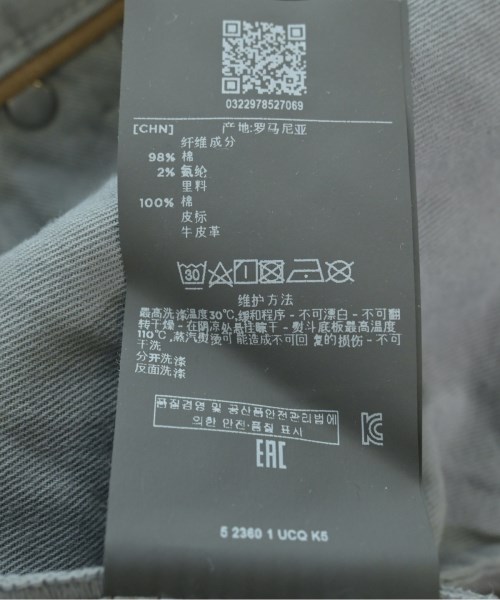 0322978527069
[CHN] 产地:罗马尼亚
纤维成分
98% 棉
2% 氨纶
里料
100% 棉
皮标
牛皮革
30
维护方法
最高洗涤温度30℃,缓和程序 - 不可漂白 - 不可翻
转干燥 - 在阴凉处悬挂晾干 - 熨斗底板最高温度
110℃,蒸汽熨烫可能造成不可回复的损伤 - 不可
干洗
分开洗涤
反面洗涤
품질경영 및 공산품안전관리법에
의한 안전·품질 표시
EAC
5 2360 1 UCQ K5